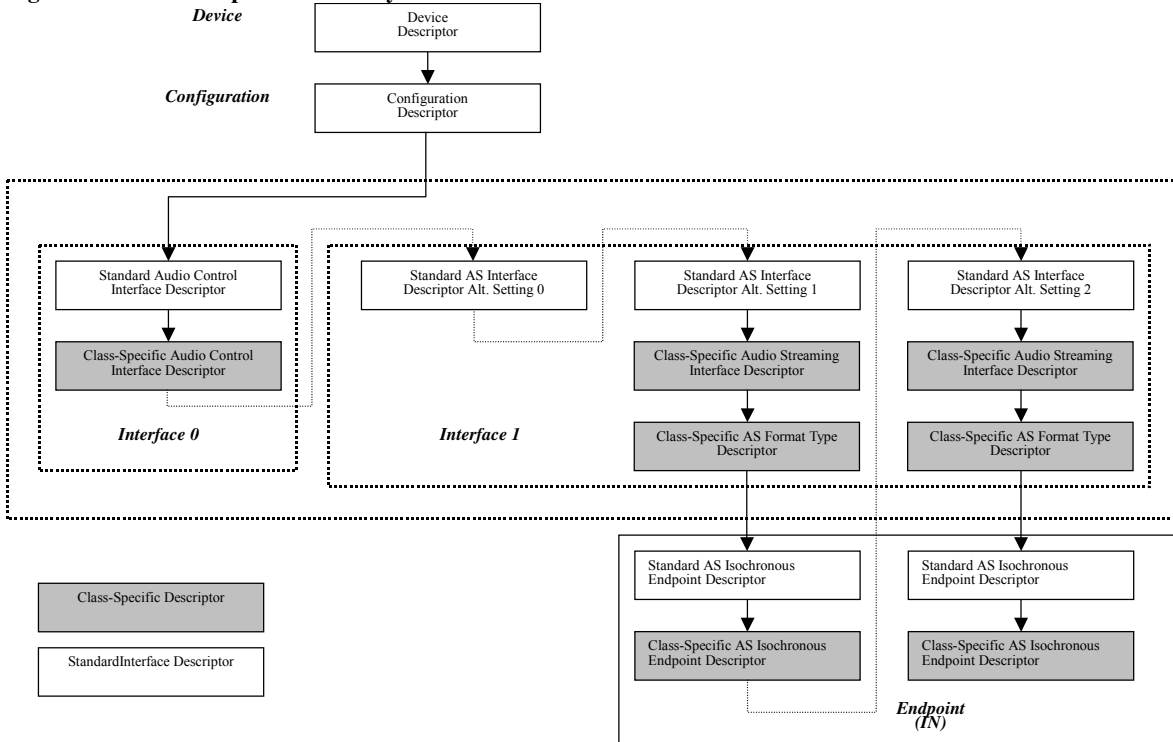 Device
Device
Descriptor
Configuration
Configuration
Descriptor
Standard Audio Control
Interface Descriptor
Standard AS Interface
Descriptor Alt. Setting 0
Standard AS Interface
Descriptor Alt. Setting 1
Standard AS Interface
Descriptor Alt. Setting 2
Class-Specific Audio Control
Interface Descriptor
Class-Specific Audio Streaming
Interface Descriptor
Class-Specific Audio Streaming
Interface Descriptor
Interface 0
Interface 1
Class-Specific AS Format Type
Descriptor
Class-Specific AS Format Type
Descriptor
Standard AS Isochronous
Endpoint Descriptor
Standard AS Isochronous
Endpoint Descriptor
Class-Specific Descriptor
Class-Specific AS Isochronous
Endpoint Descriptor
Class-Specific AS Isochronous
Endpoint Descriptor
StandardInterface Descriptor
Endpoint
(IN)